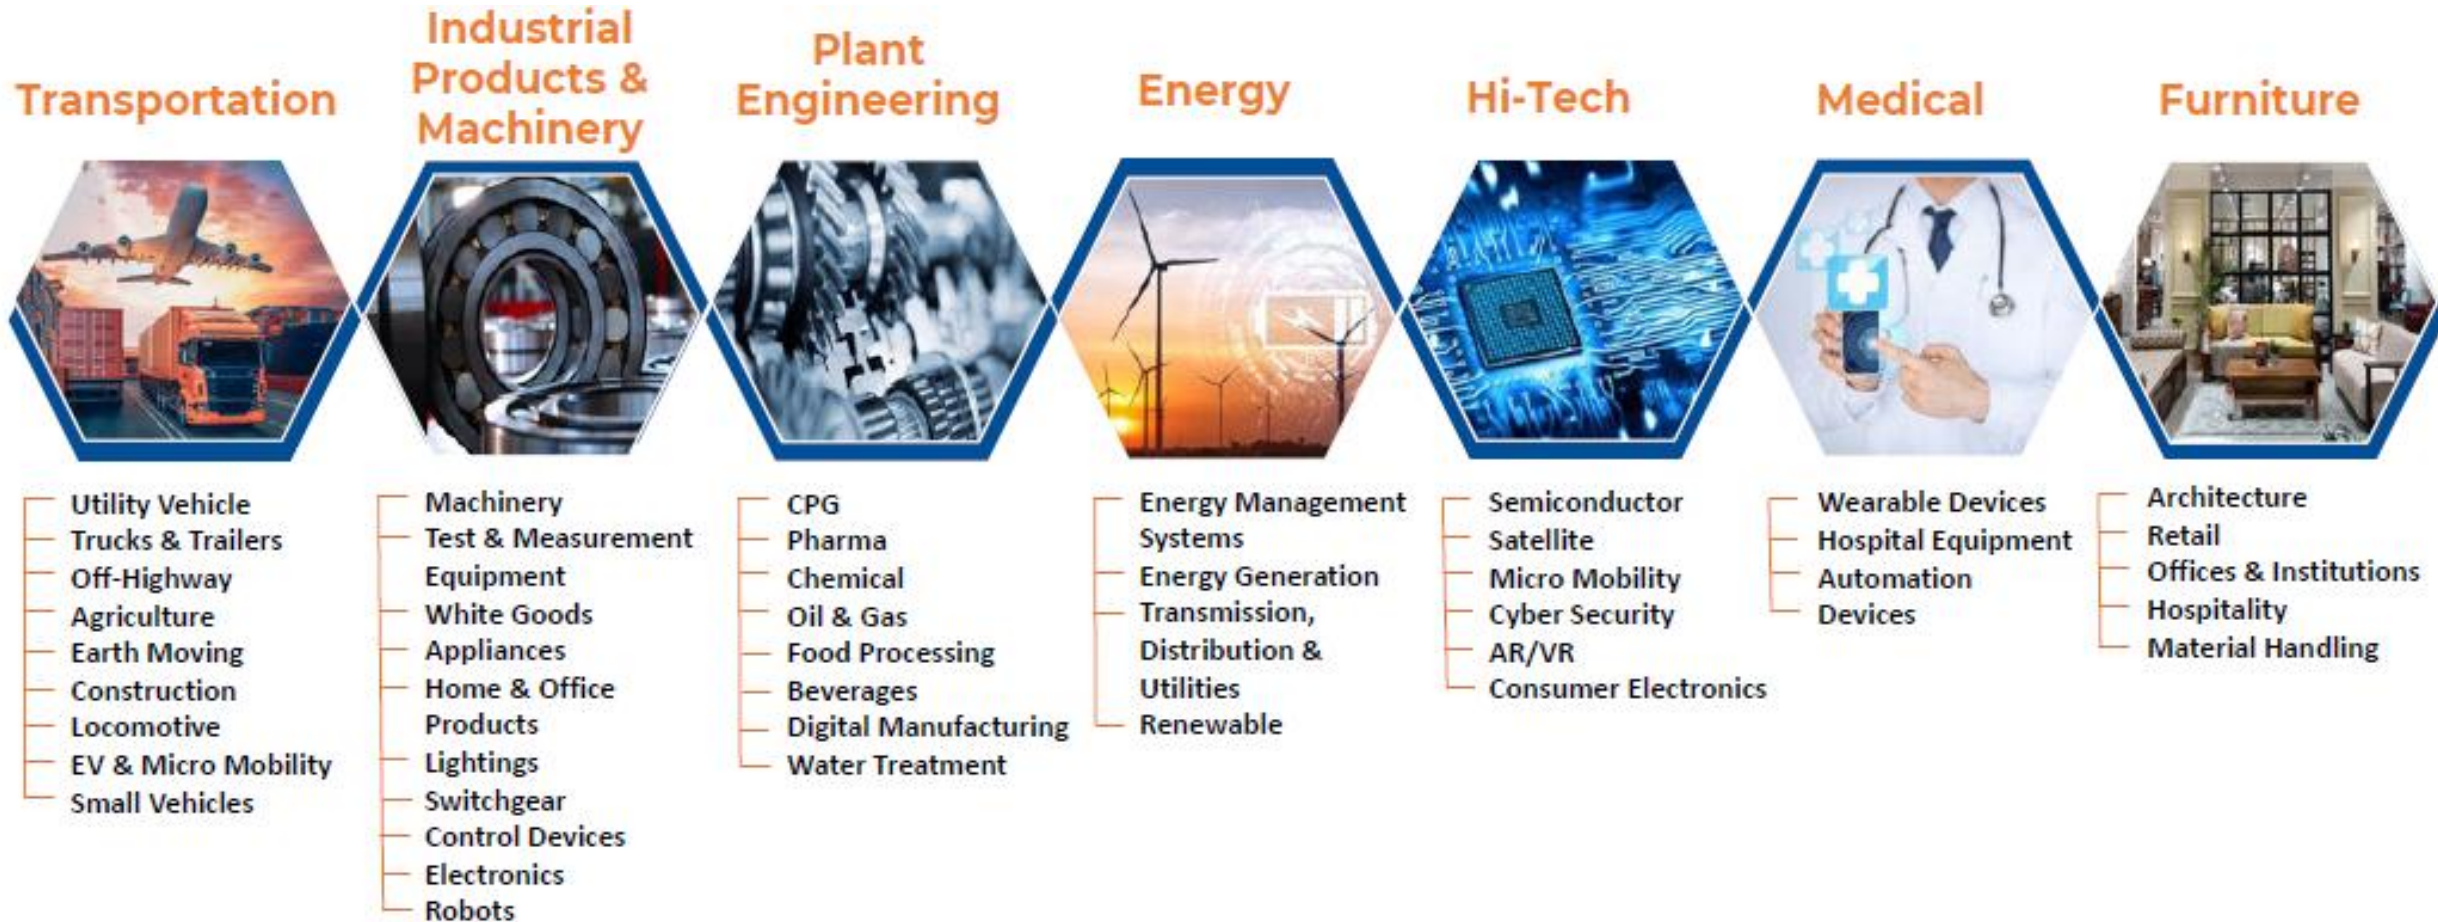 Transportation
Utility Vehicle
Trucks & Trailers
Off-Highway
Agriculture
Earth Moving
Construction
Locomotive
EV & Micro Mobility
Small Vehicles
Industrial
Products &
Machinery
Machinery
Test & Measurement
Equipment
White Goods
Appliances
Home & Office
Products
Lightings
Switchgear
Control Devices
Electronics
Robots
Plant
Engineering
CPG
Pharma
Chemical
Oil & Gas
Food Processing
Beverages
Digital Manufacturing
Water Treatment
Energy
Energy Management
Systems
Energy Generation
Transmission,
Distribution &
Utilities
Renewable
Hi-Tech
Semiconductor
Satellite
Micro Mobility
Cyber Security
AR/VR
Consumer Electronics
Medical
Wearable Devices
Hospital Equipment
Automation
Devices
Furniture
Architecture
Retail
Offices & Institutions
Hospitality
Material Handling